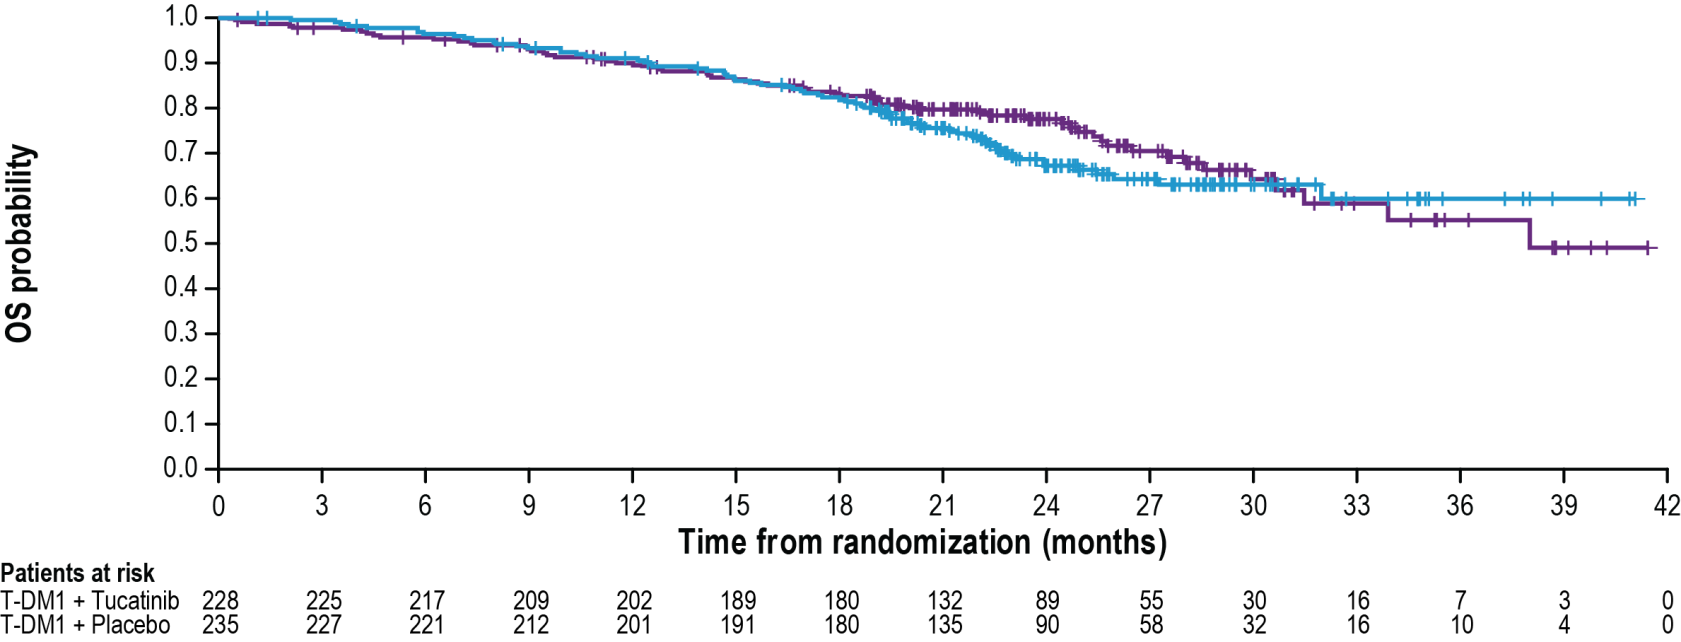 1.0
0.9
0.8
0.7
0.6
0.5
0.4
0.3
0.2
0.1
0.0
OS probability
0 3 6 9 12 15 18 21 24 27 30 33 36 39 42
Time from randomization (months)
Patients at risk
T-DM1 + Tucatinib 228 225 217 209 202 189 180 132 89 55 30 16 7 3 0
T-DM1 + Placebo 235 227 221 212 201 191 180 135 90 58 32 16 10 4 0